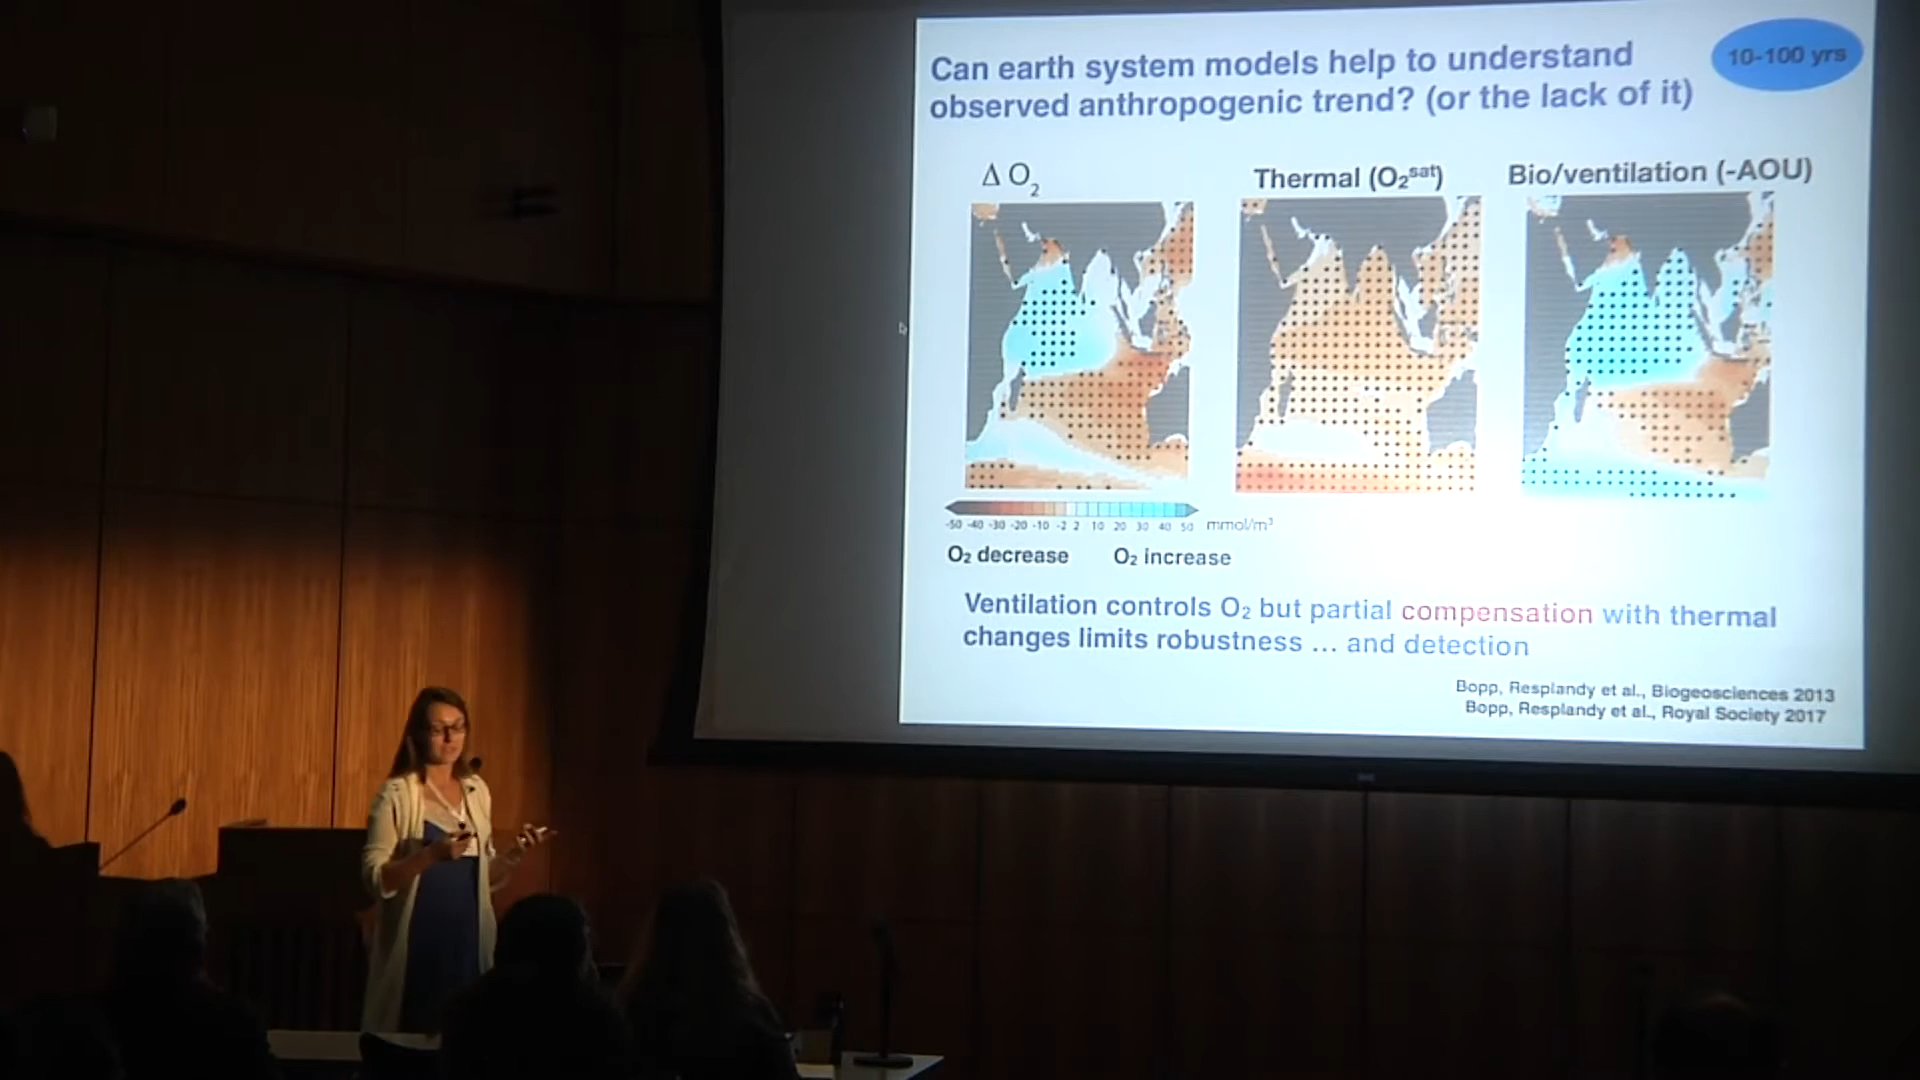 Can earth system models help to understand
observed anthropogenic trend? (or the lack of it)
10-100 yrs
Δ O₂
Thermal (O₂ˢᵃᵗ)
Bio/ventilation (-AOU)
-50 -40 -30 -20 -10 -2 2 10 20 30 40 50 mmol/m³
O₂ decrease
O₂ increase
Ventilation controls O₂ but partial compensation with thermal
changes limits robustness ... and detection
Bopp, Resplandy et al., Biogeosciences 2013
Bopp, Resplandy et al., Royal Society 2017